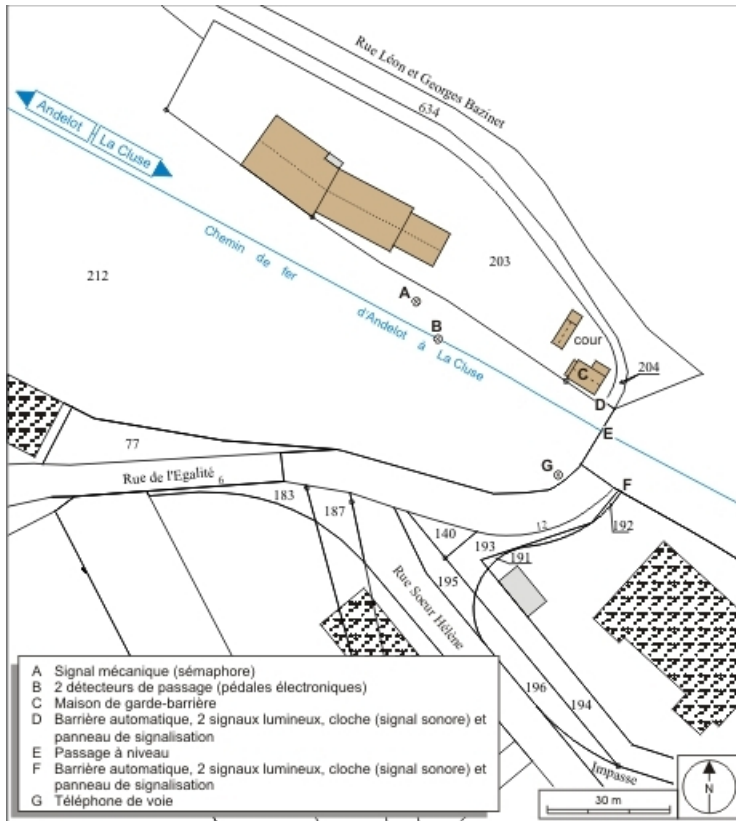 Rue Léon et Georges Bazinet
634
Andelot
La Cluse
Chemin de fer
d'Andelot à La Cluse
203
212
A
B
cour
C
204
D
E
77
G
Rue de l'Egalité
6
F
183
187
12
192
140
193
191
195
Rue Soeur Hélène
196
194
Impasse
A Signal mécanique (sémaphore)
B 2 détecteurs de passage (pédales électroniques)
C Maison de garde-barrière
D Barrière automatique, 2 signaux lumineux, cloche (signal sonore) et
panneau de signalisation
E Passage à niveau
F Barrière automatique, 2 signaux lumineux, cloche (signal sonore) et
panneau de signalisation
G Téléphone de voie
30 m
N